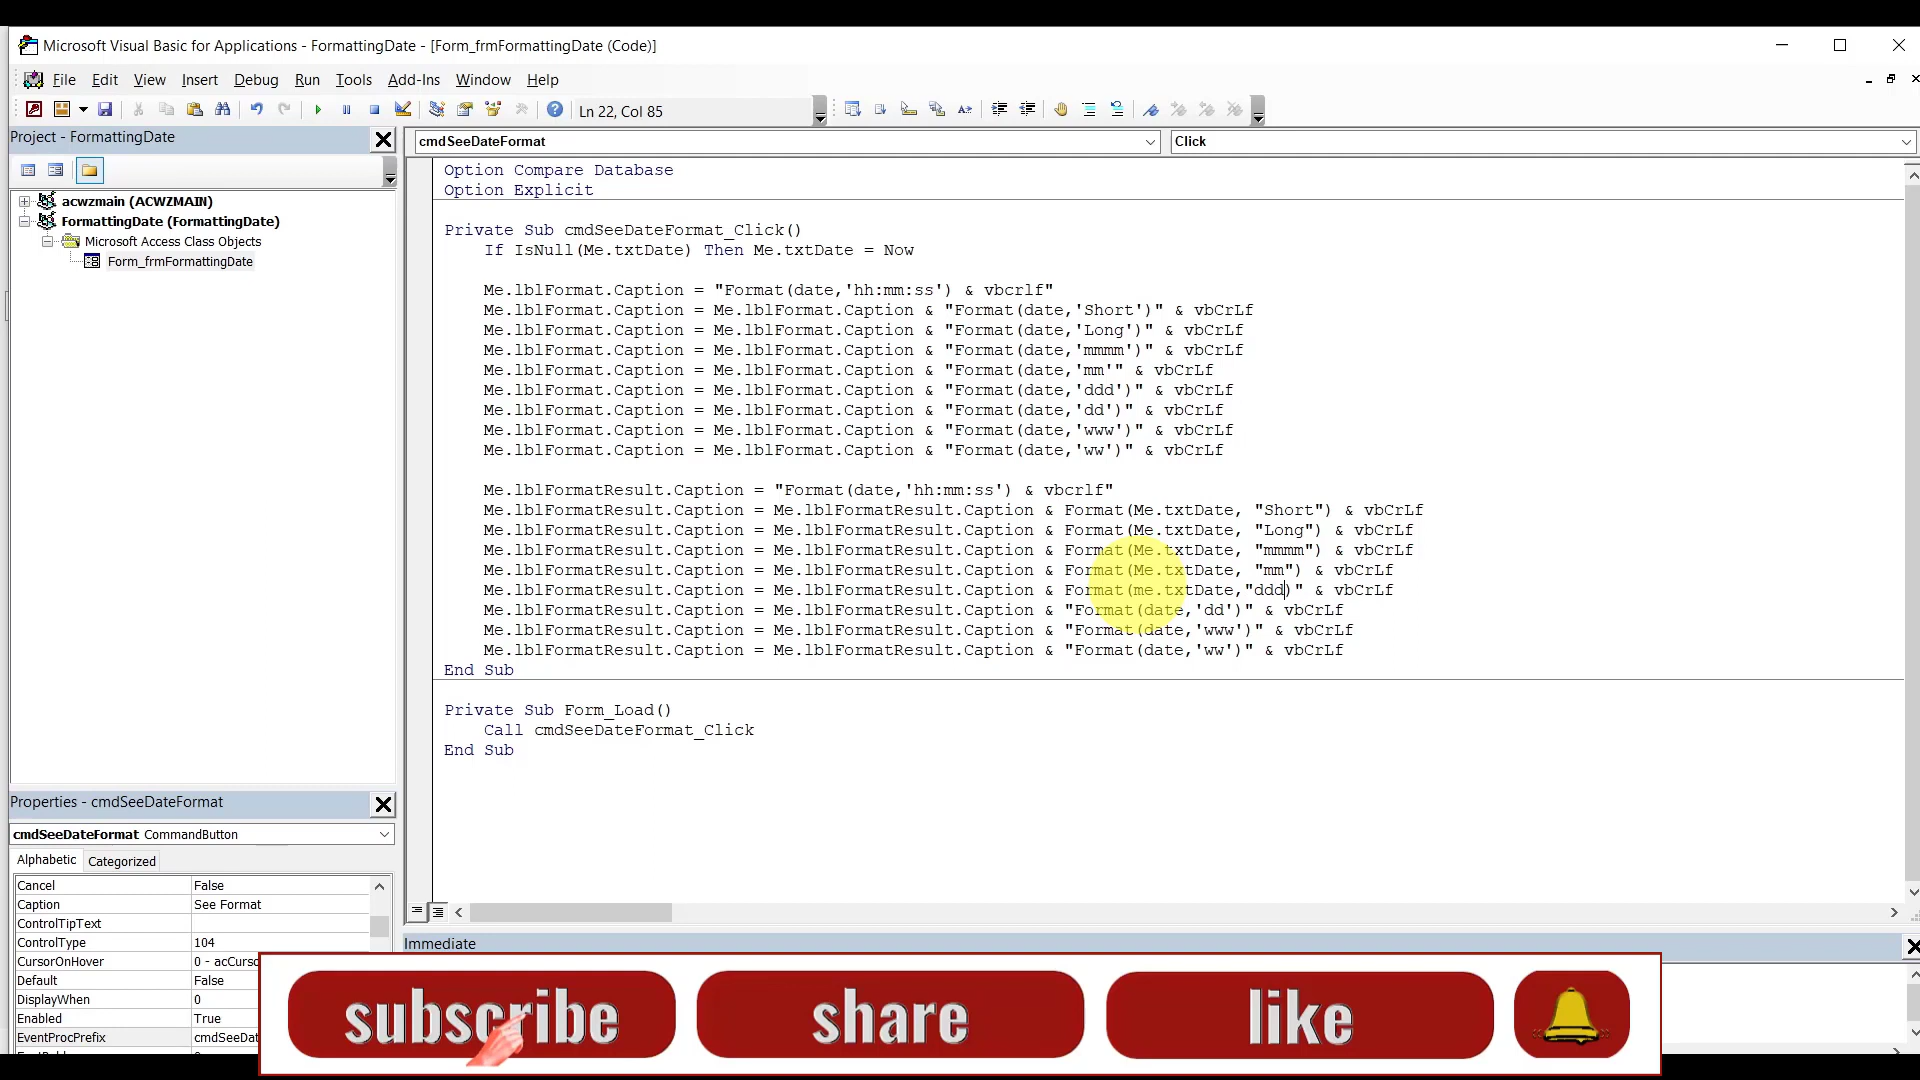 Microsoft Visual Basic for Applications - FormattingDate - [Form_frmFormattingDate (Code)]
File Edit View Insert Debug Run Tools Add-Ins Window Help
Ln 22, Col 85
Project - FormattingDate
cmdSeeDateFormat
Click
acwzmain (ACWZMAIN)
FormattingDate (FormattingDate)
Microsoft Access Class Objects
Form_frmFormattingDate
Option Compare Database
Option Explicit
Private Sub cmdSeeDateFormat_Click()
If IsNull(Me.txtDate) Then Me.txtDate = Now
Me.lblFormat.Caption = "Format(date,'hh:mm:ss') & vbcrlf"
Me.lblFormat.Caption = Me.lblFormat.Caption & "Format(date,'Short')" & vbCrLf
Me.lblFormat.Caption = Me.lblFormat.Caption & "Format(date,'Long')" & vbCrLf
Me.lblFormat.Caption = Me.lblFormat.Caption & "Format(date,'mmmm')" & vbCrLf
Me.lblFormat.Caption = Me.lblFormat.Caption & "Format(date,'mm'" & vbCrLf
Me.lblFormat.Caption = Me.lblFormat.Caption & "Format(date,'ddd')" & vbCrLf
Me.lblFormat.Caption = Me.lblFormat.Caption & "Format(date,'dd')" & vbCrLf
Me.lblFormat.Caption = Me.lblFormat.Caption & "Format(date,'www')" & vbCrLf
Me.lblFormat.Caption = Me.lblFormat.Caption & "Format(date,'ww')" & vbCrLf
Me.lblFormatResult.Caption = "Format(date,'hh:mm:ss') & vbcrlf"
Me.lblFormatResult.Caption = Me.lblFormatResult.Caption & Format(Me.txtDate, "Short") & vbCrLf
Me.lblFormatResult.Caption = Me.lblFormatResult.Caption & Format(Me.txtDate, "Long") & vbCrLf
Me.lblFormatResult.Caption = Me.lblFormatResult.Caption & Format(Me.txtDate, "mmmm") & vbCrLf
Me.lblFormatResult.Caption = Me.lblFormatResult.Caption & Format(Me.txtDate, "mm") & vbCrLf
Me.lblFormatResult.Caption = Me.lblFormatResult.Caption & Format(me.txtDate,"ddd)" & vbCrLf
Me.lblFormatResult.Caption = Me.lblFormatResult.Caption & "Format(date,'dd')" & vbCrLf
Me.lblFormatResult.Caption = Me.lblFormatResult.Caption & "Format(date,'www')" & vbCrLf
Me.lblFormatResult.Caption = Me.lblFormatResult.Caption & "Format(date,'ww')" & vbCrLf
End Sub
Private Sub Form_Load()
Call cmdSeeDateFormat_Click
End Sub
Properties - cmdSeeDateFormat
cmdSeeDateFormat CommandButton
Alphabetic Categorized
Cancel False
Caption See Format
ControlTipText
ControlType 104
CursorOnHover 0 - acCurso
Default False
DisplayWhen 0
Enabled True
EventProcPrefix cmdSeeDat
Immediate
subscribe
share
like